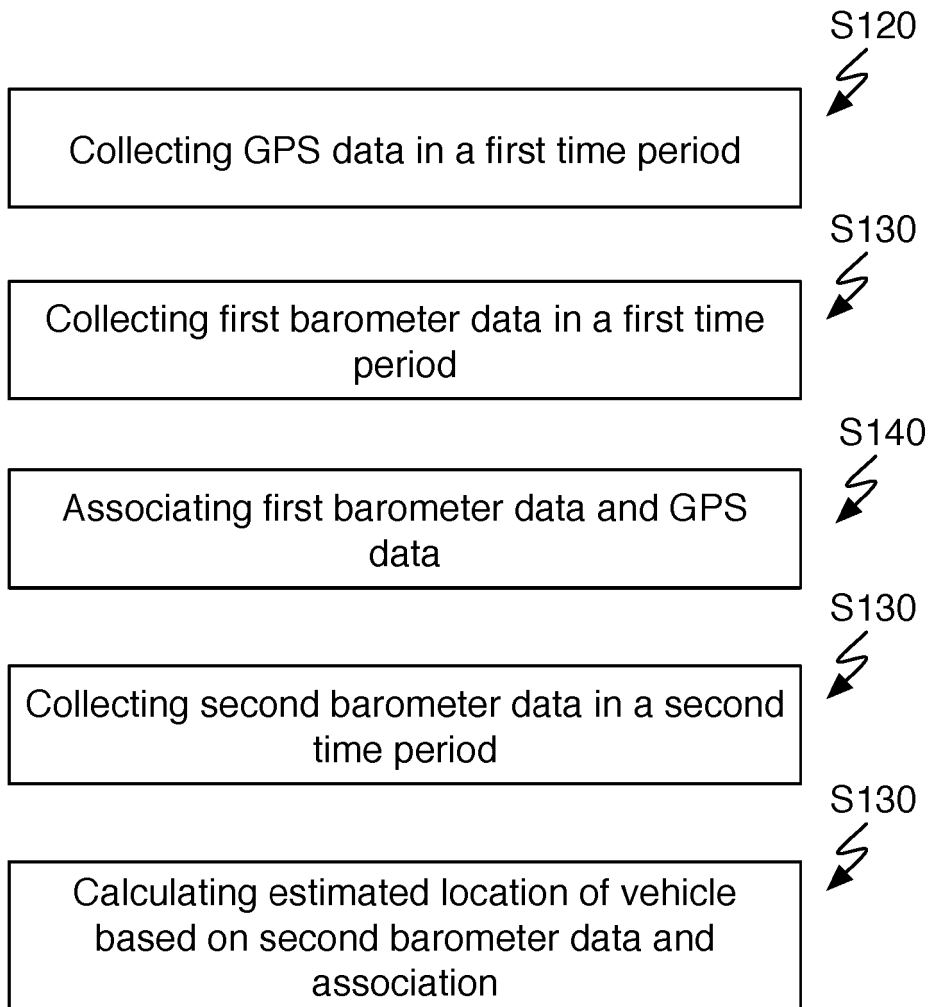 S120
Collecting GPS data in a first time period
S130
Collecting first barometer data in a first time
period
S140
Associating first barometer data and GPS
data
S130
Collecting second barometer data in a second
time period
S130
Calculating estimated location of vehicle
based on second barometer data and
association